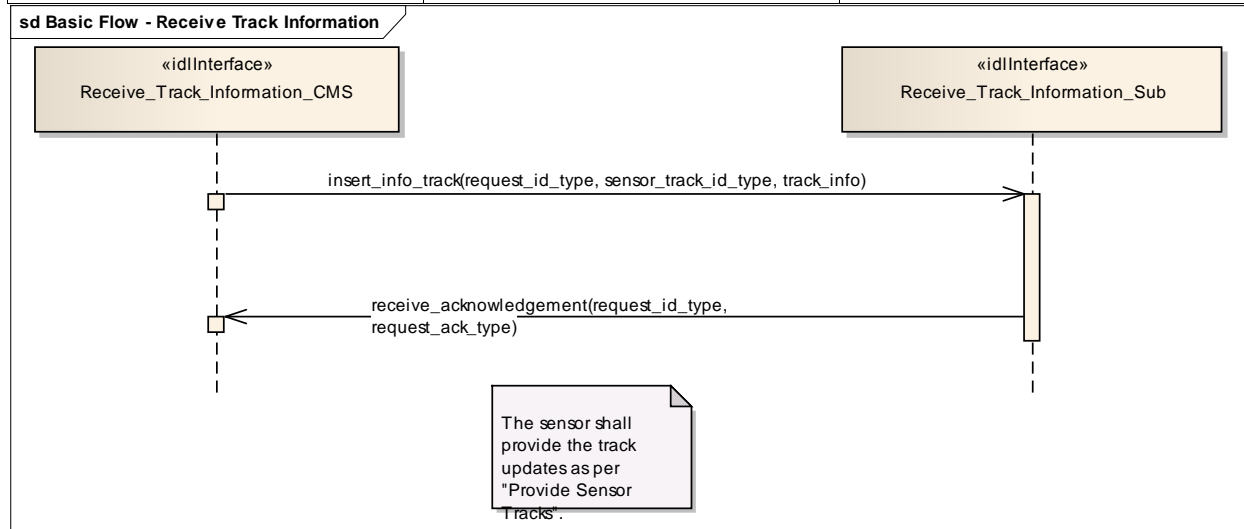 sd Basic Flow - Receive Track Information
«idlInterface»
Receive_Track_Information_CMS
«idlInterface»
Receive_Track_Information_Sub
insert_info_track(request_id_type, sensor_track_id_type, track_info)
receive_acknowledgement(request_id_type,
request_ack_type)
The sensor shall
provide the track
updates as per
"Provide Sensor
Tracks".